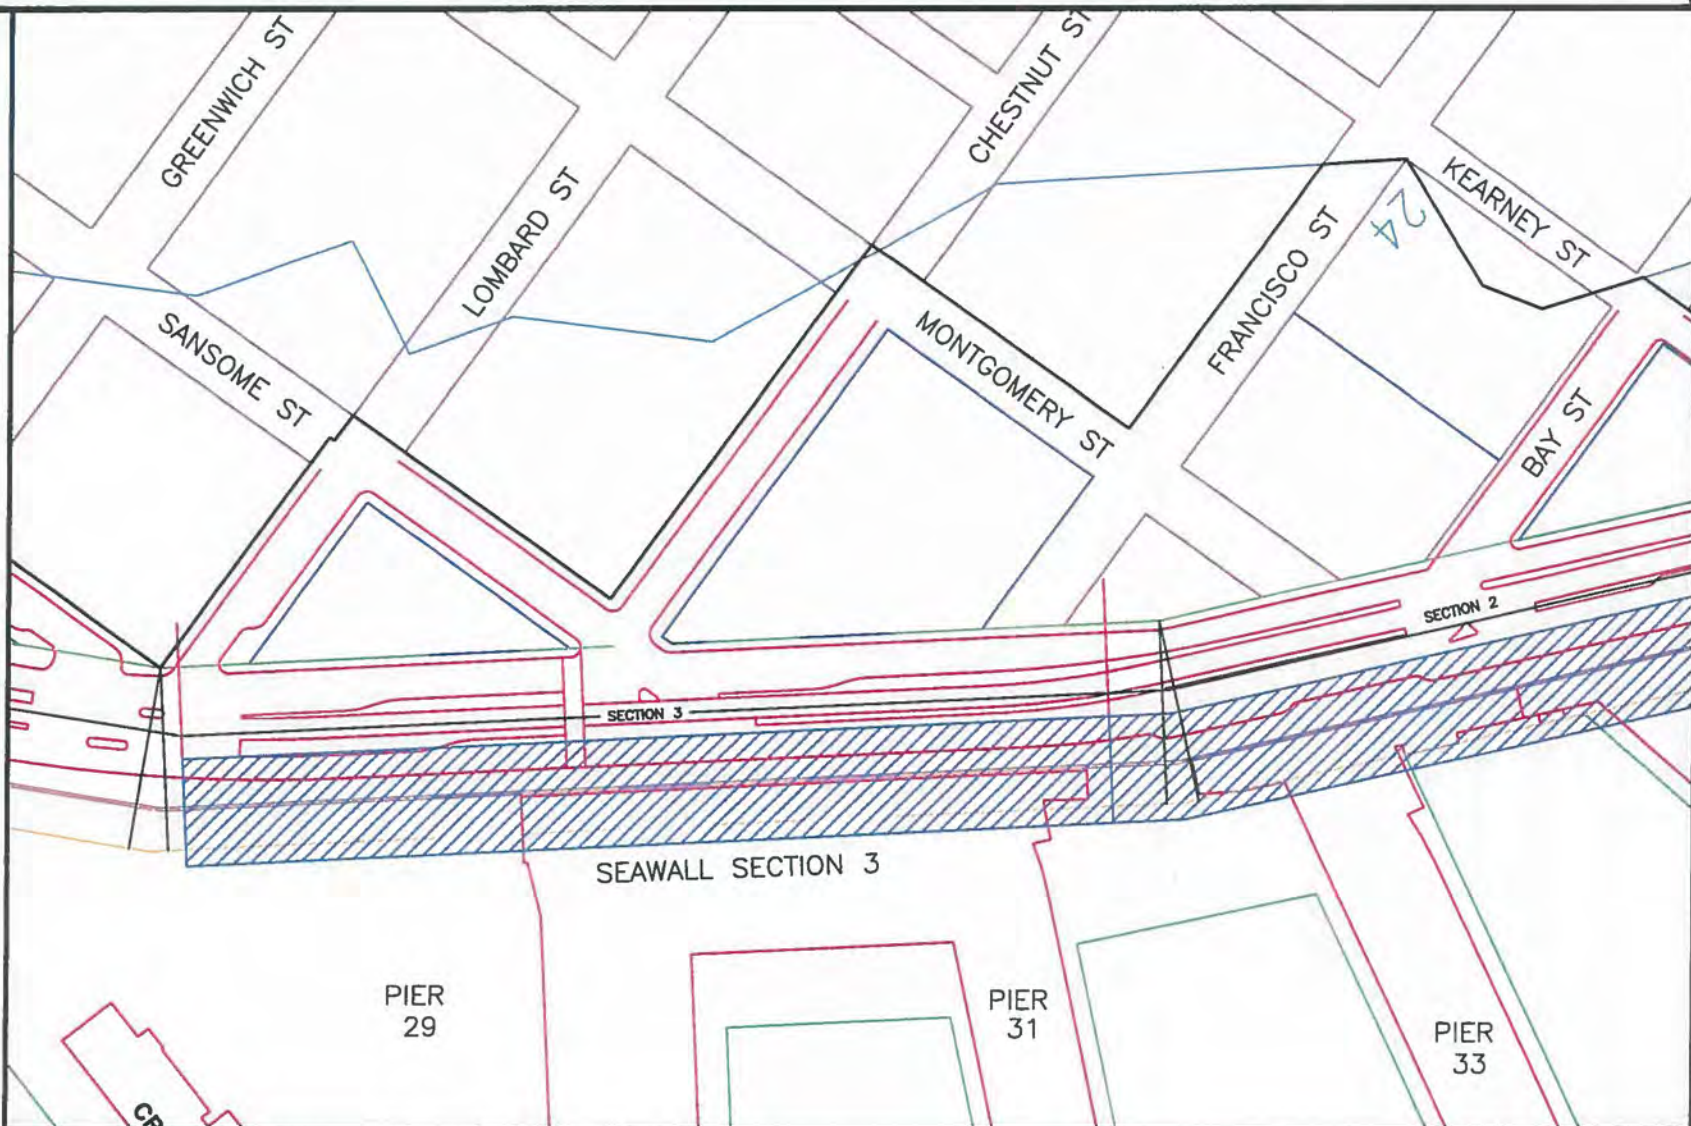 GREENWICH ST
CHESTNUT ST
LOMBARD ST
KEARNEY ST
24
SANSOME ST
MONTGOMERY ST
FRANCISCO ST
BAY ST
SECTION 2
SECTION 3
SEAWALL SECTION 3
PIER
29
PIER
31
PIER
33